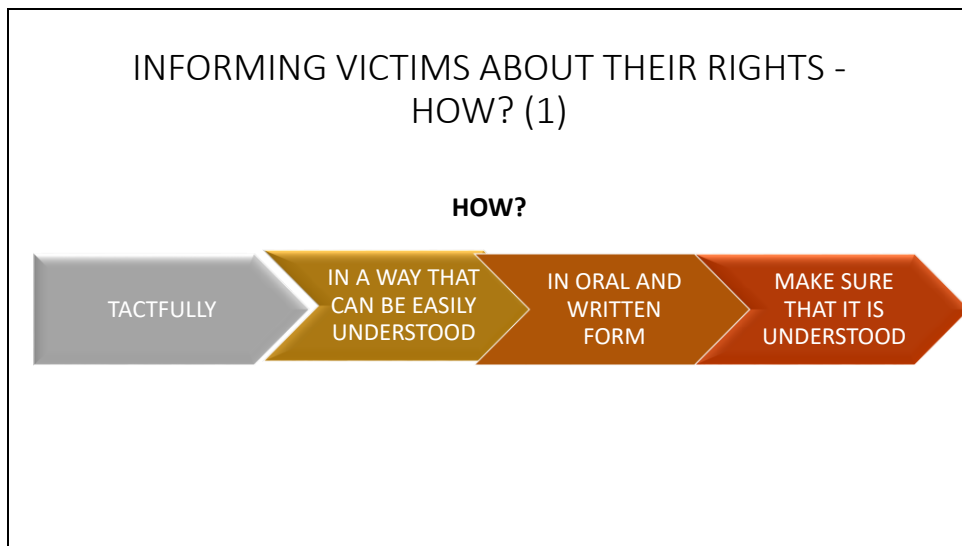 INFORMING VICTIMS ABOUT THEIR RIGHTS -
HOW? (1)
HOW?
TACTFULLY
IN A WAY THAT
CAN BE EASILY
UNDERSTOOD
IN ORAL AND
WRITTEN
FORM
MAKE SURE
THAT IT IS
UNDERSTOOD